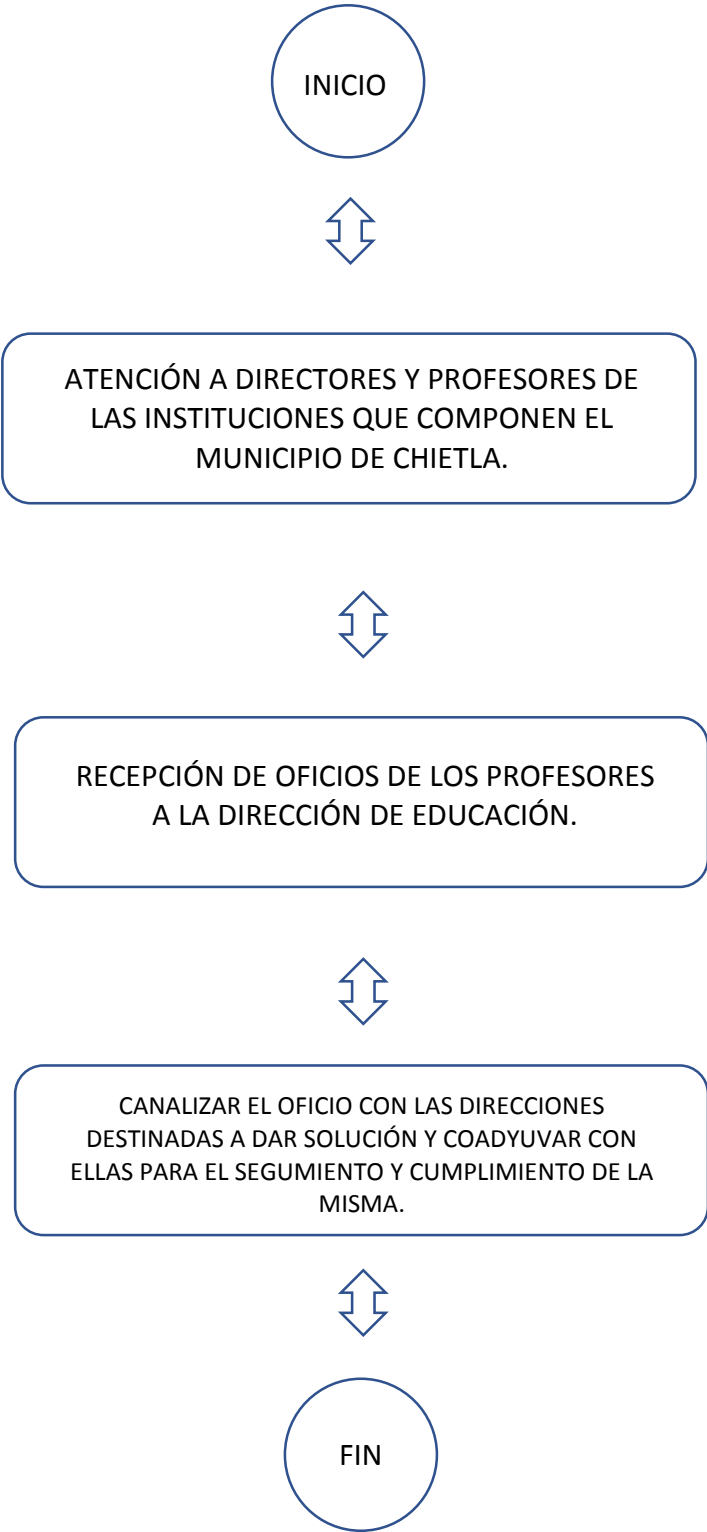 INICIO
ATENCIÓN A DIRECTORES Y PROFESORES DE
LAS INSTITUCIONES QUE COMPONEN EL
MUNICIPIO DE CHIETLA.
RECEPCIÓN DE OFICIOS DE LOS PROFESORES
A LA DIRECCIÓN DE EDUCACIÓN.
CANALIZAR EL OFICIO CON LAS DIRECCIONES
DESTINADAS A DAR SOLUCIÓN Y COADYUVAR CON
ELLAS PARA EL SEGUMIENTO Y CUMPLIMIENTO DE LA
MISMA.
FIN